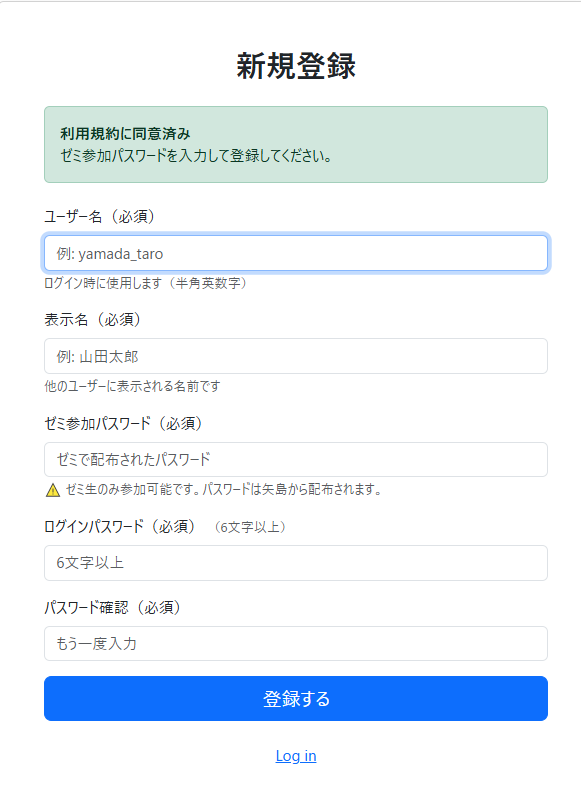 新規登録
利用規約に同意済み
ゼミ参加パスワードを入力して登録してください。
ユーザー名（必須）
例: yamada_taro
ログイン時に使用します（半角英数字）
表示名（必須）
例: 山田太郎
他のユーザーに表示される名前です
ゼミ参加パスワード（必須）
ゼミで配布されたパスワード
⚠ ゼミ生のみ参加可能です。パスワードは矢島から配布されます。
ログインパスワード（必須） （6文字以上）
6文字以上
パスワード確認（必須）
もう一度入力
登録する
Log in